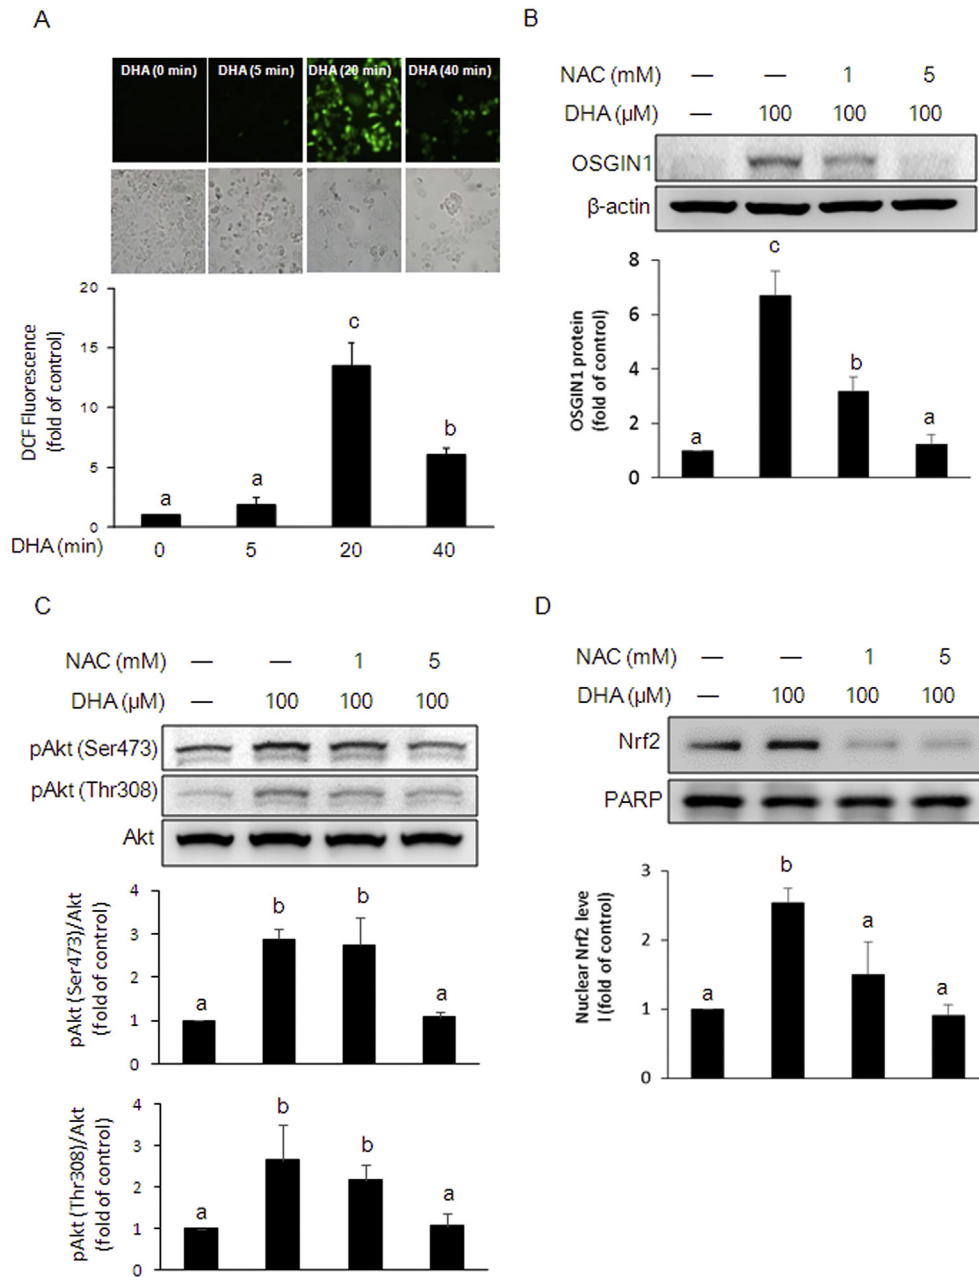 A
DHA (0 min) DHA (5 min) DHA (20 min) DHA (40 min)
20
15
10
5
0
DCF Fluorescence
(fold of control)
a a c b
DHA (min) 0 5 20 40
B
NAC (mM) — — 1 5
DHA (µM) — 100 100 100
OSGIN1
β-actin
8
6
4
2
0
OSGIN1 protein
(fold of control)
a c b a
C
NAC (mM) — — 1 5
DHA (µM) — 100 100 100
pAkt (Ser473)
pAkt (Thr308)
Akt
4
3
2
1
0
pAkt (Ser473)/Akt
(fold of control)
a b b a
4
3
2
1
0
pAkt (Thr308)/Akt
(fold of control)
a b b a
D
NAC (mM) — — 1 5
DHA (µM) — 100 100 100
Nrf2
PARP
3
2
1
0
Nuclear Nrf2 leve
l (fold of control)
a b a a